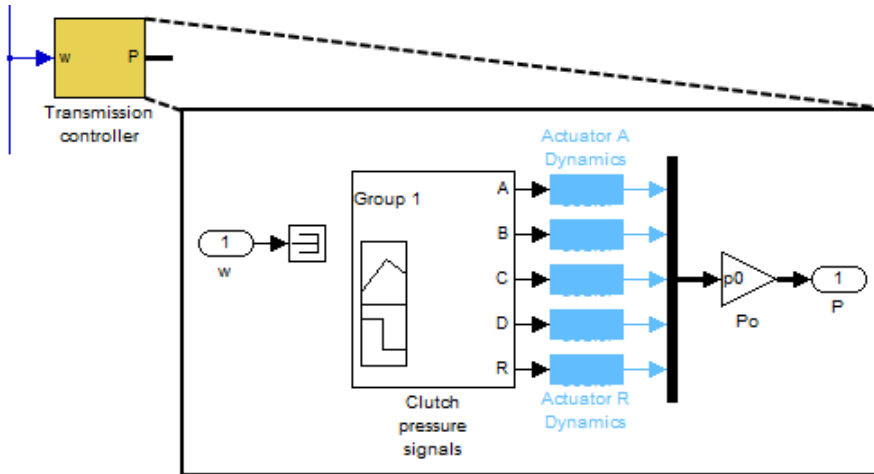 w
P
Transmission
controller
Actuator A
Dynamics
Group 1
A
B
C
D
R
1
w
p0
Po
1
P
Clutch
pressure
signals
Actuator R
Dynamics